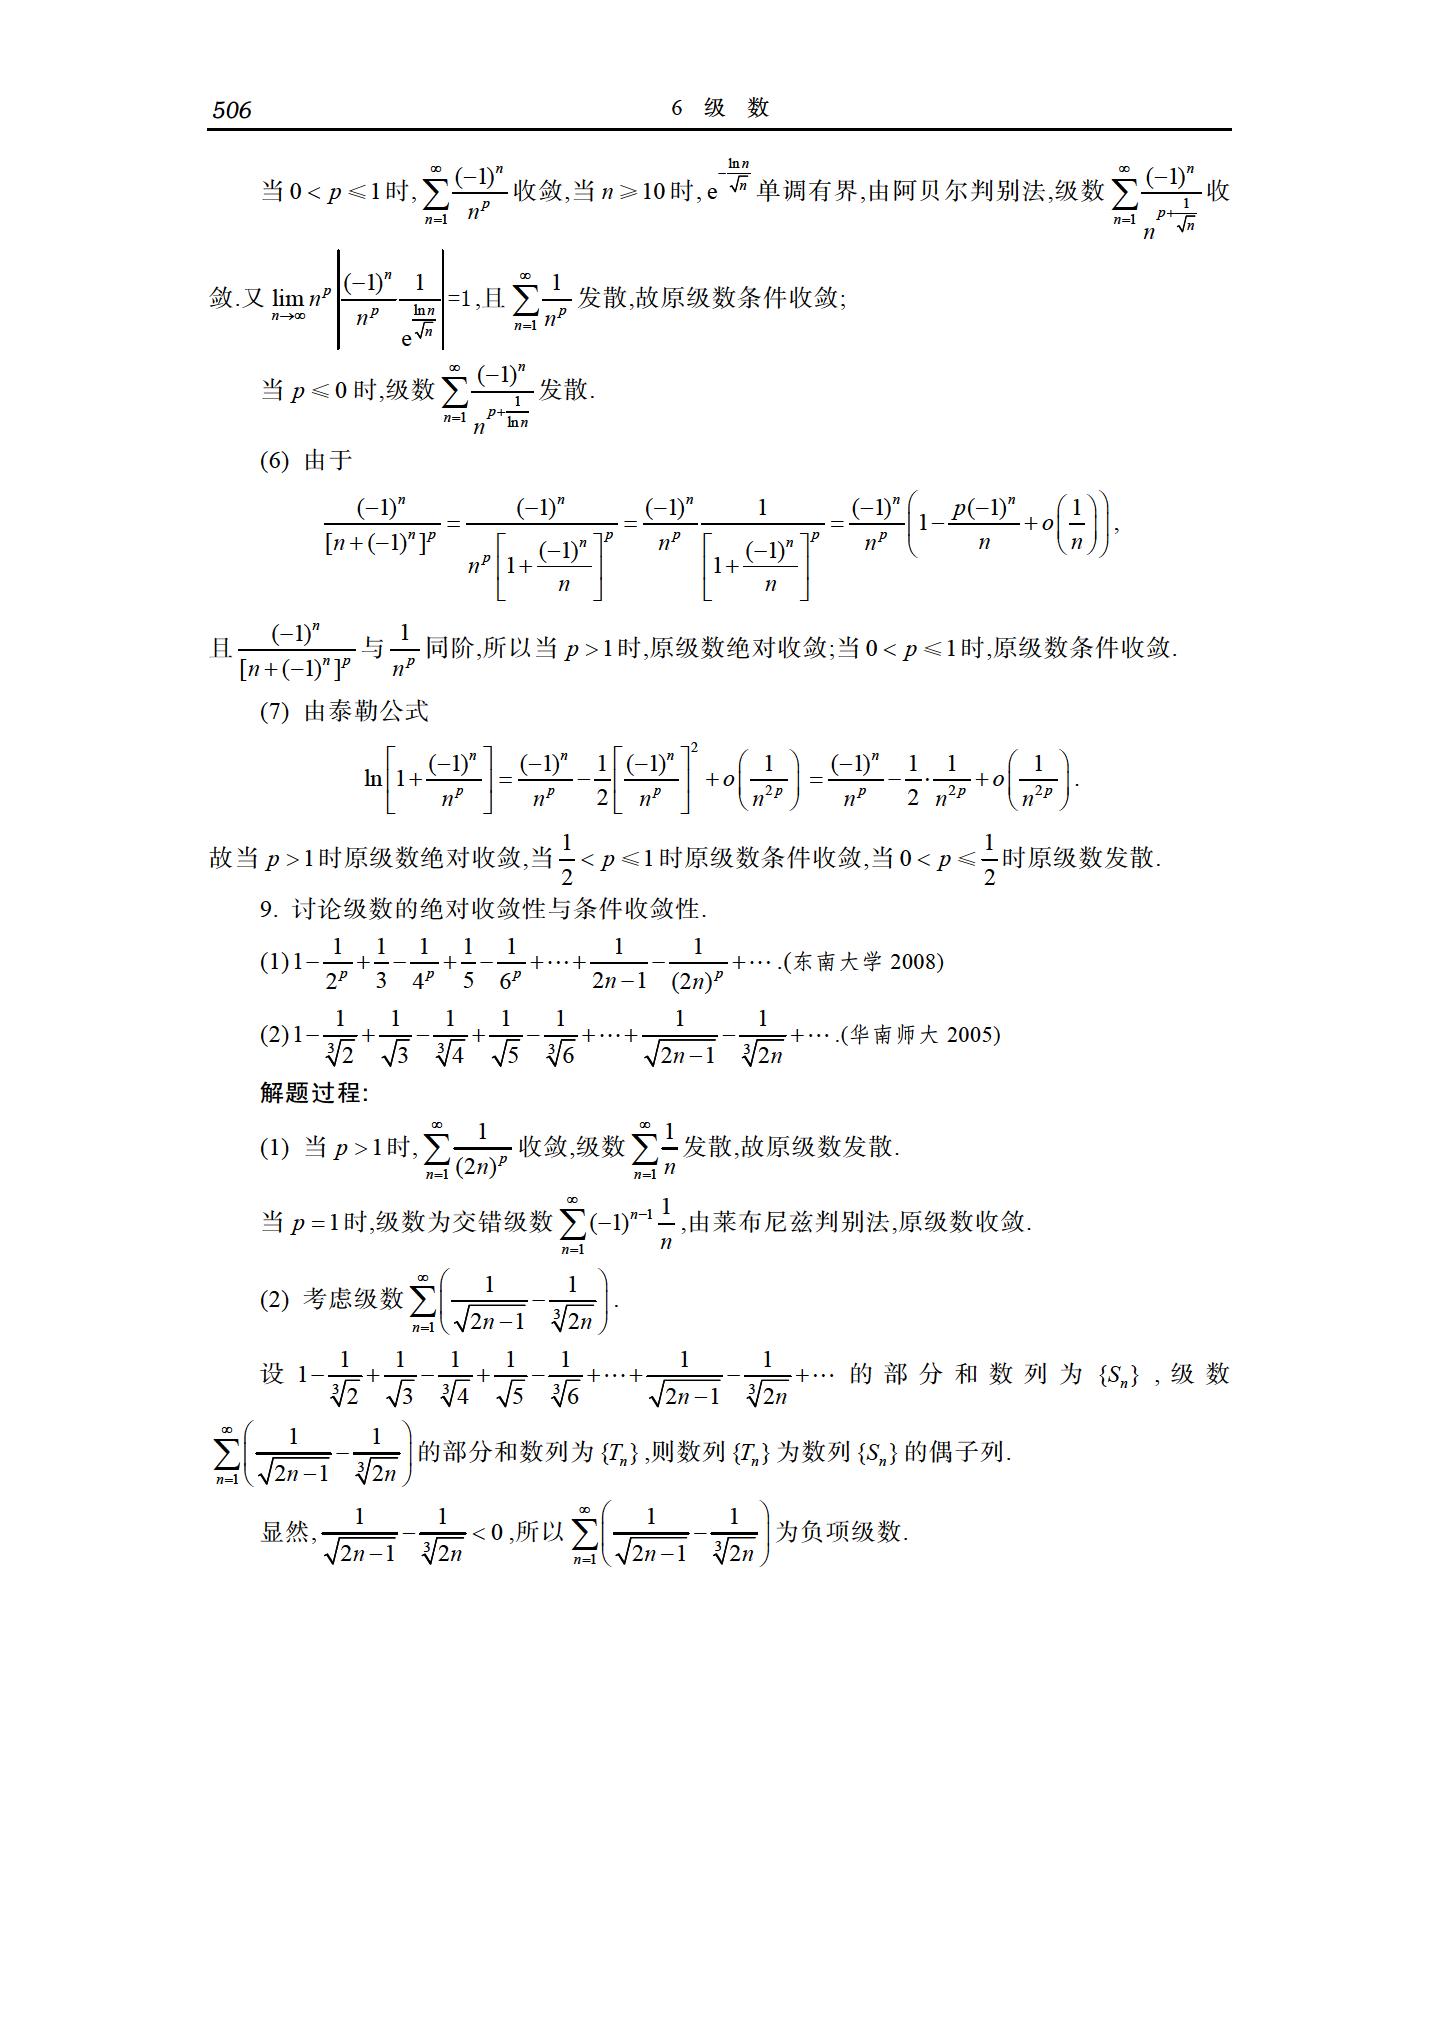 506 6 级 数
当 0 < p ≤ 1 时, $\sum_{n=1}^{\infty}\frac{(-1)^n}{n^p}$ 收敛,当 n ≥ 10 时, $e^{-\frac{\ln n}{\sqrt{n}}}$ 单调有界,由阿贝尔判别法,级数 $\sum_{n=1}^{\infty}\frac{(-1)^n}{n^{p+\frac{1}{\sqrt{n}}}}$ 收
敛.又 $\lim_{n\to\infty} n^p\left|\frac{(-1)^n}{n^p}\frac{1}{e^{\frac{\ln n}{\sqrt{n}}}}\right|=1$ ,且 $\sum_{n=1}^{\infty}\frac{1}{n^p}$ 发散,故原级数条件收敛;
当 p ≤ 0 时,级数 $\sum_{n=1}^{\infty}\frac{(-1)^n}{n^{p+\frac{1}{\ln n}}}$ 发散.
(6) 由于
$\frac{(-1)^n}{[n+(-1)^n]^p}=\frac{(-1)^n}{n^p\left[1+\frac{(-1)^n}{n}\right]^p}=\frac{(-1)^n}{n^p}\frac{1}{\left[1+\frac{(-1)^n}{n}\right]^p}=\frac{(-1)^n}{n^p}\left(1-\frac{p(-1)^n}{n}+o\left(\frac{1}{n}\right)\right),$
且 $\frac{(-1)^n}{[n+(-1)^n]^p}$ 与 $\frac{1}{n^p}$ 同阶,所以当 p > 1 时,原级数绝对收敛;当 0 < p ≤ 1 时,原级数条件收敛.
(7) 由泰勒公式
$\ln\left[1+\frac{(-1)^n}{n^p}\right]=\frac{(-1)^n}{n^p}-\frac{1}{2}\left[\frac{(-1)^n}{n^p}\right]^2+o\left(\frac{1}{n^{2p}}\right)=\frac{(-1)^n}{n^p}-\frac{1}{2}\cdot\frac{1}{n^{2p}}+o\left(\frac{1}{n^{2p}}\right).$
故当 p > 1 时原级数绝对收敛,当 $\frac{1}{2}<p\leq 1$ 时原级数条件收敛,当 $0<p\leq\frac{1}{2}$ 时原级数发散.
9. 讨论级数的绝对收敛性与条件收敛性.
(1) $1-\frac{1}{2^p}+\frac{1}{3}-\frac{1}{4^p}+\frac{1}{5}-\frac{1}{6^p}+\cdots+\frac{1}{2n-1}-\frac{1}{(2n)^p}+\cdots$ .(东南大学 2008)
(2) $1-\frac{1}{\sqrt[3]{2}}+\frac{1}{\sqrt{3}}-\frac{1}{\sqrt[3]{4}}+\frac{1}{\sqrt{5}}-\frac{1}{\sqrt[3]{6}}+\cdots+\frac{1}{\sqrt{2n-1}}-\frac{1}{\sqrt[3]{2n}}+\cdots$ .(华南师大 2005)
解题过程:
(1) 当 p > 1 时, $\sum_{n=1}^{\infty}\frac{1}{(2n)^p}$ 收敛,级数 $\sum_{n=1}^{\infty}\frac{1}{n}$ 发散,故原级数发散.
当 p = 1 时,级数为交错级数 $\sum_{n=1}^{\infty}(-1)^{n-1}\frac{1}{n}$ ,由莱布尼兹判别法,原级数收敛.
(2) 考虑级数 $\sum_{n=1}^{\infty}\left(\frac{1}{\sqrt{2n-1}}-\frac{1}{\sqrt[3]{2n}}\right)$ .
设 $1-\frac{1}{\sqrt[3]{2}}+\frac{1}{\sqrt{3}}-\frac{1}{\sqrt[3]{4}}+\frac{1}{\sqrt{5}}-\frac{1}{\sqrt[3]{6}}+\cdots+\frac{1}{\sqrt{2n-1}}-\frac{1}{\sqrt[3]{2n}}+\cdots$ 的部分和数列为 $\{S_n\}$ ,级数
$\sum_{n=1}^{\infty}\left(\frac{1}{\sqrt{2n-1}}-\frac{1}{\sqrt[3]{2n}}\right)$ 的部分和数列为 $\{T_n\}$ ,则数列 $\{T_n\}$ 为数列 $\{S_n\}$ 的偶子列.
显然, $\frac{1}{\sqrt{2n-1}}-\frac{1}{\sqrt[3]{2n}}<0$ ,所以 $\sum_{n=1}^{\infty}\left(\frac{1}{\sqrt{2n-1}}-\frac{1}{\sqrt[3]{2n}}\right)$ 为负项级数.